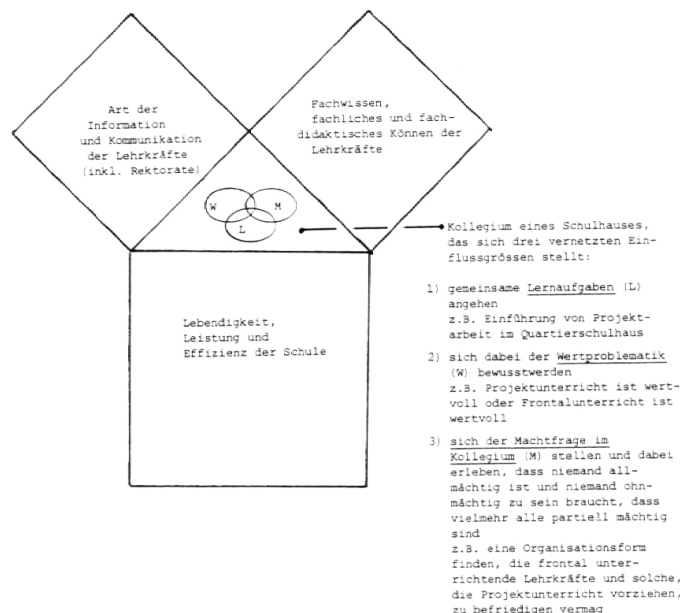 Art der
Information
und Kommunikation
der Lehrkräfte
(inkl. Rektorate)
Fachwissen,
fachliches und fach-
didaktisches Können der
Lehrkräfte
W
M
L
Kollegium eines Schulhauses,
das sich drei vernetzten Ein-
flussgrössen stellt:
1) gemeinsame Lernaufgaben (L)
angehen
z.B. Einführung von Projekt-
arbeit im Quartierschulhaus
2) sich dabei der Wertproblematik
(W) bewusstwerden
z.B. Projektunterricht ist wert-
voll oder Frontalunterricht ist
wertvoll
3) sich der Machtfrage im
Kollegium (M) stellen und dabei
erleben, dass niemand all-
mächtig ist und niemand ohn-
mächtig zu sein braucht, dass
vielmehr alle partiell mächtig
sind
z.B. eine Organisationsform
finden, die frontal unter-
richtende Lehrkräfte und solche,
die Projektunterricht vorziehen,
zu befriedigen vermag
Lebendigkeit,
Leistung und
Effizienz der Schule